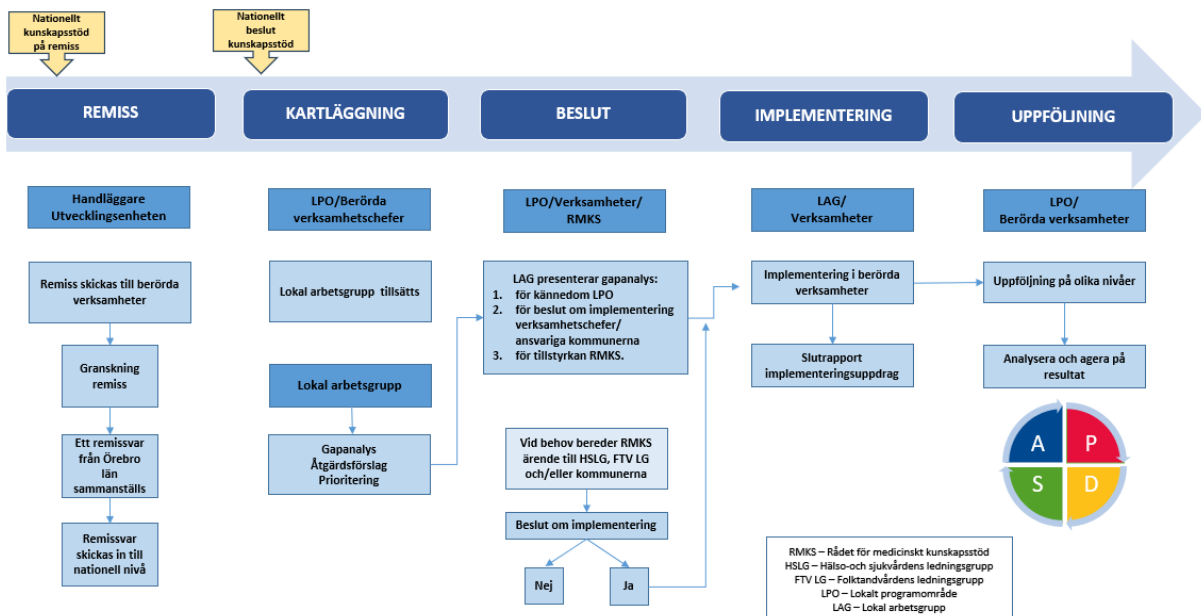 Nationellt
kunskapsstöd
på remiss
Nationellt
beslut
kunskapsstöd
REMISS
KARTLÄGGNING
BESLUT
IMPLEMENTERING
UPPFÖLJNING
Handläggare
Utvecklingsenheten
Remiss skickas till berörda
verksamheter
Granskning
remiss
Ett remissvar
från Örebro
län
sammanställs
Remissvar
skickas in till
nationell nivå
LPO/Berörda
verksamhetschefer
Lokal arbetsgrupp tillsätts
Lokal arbetsgrupp
Gapanalys
Åtgärdsförslag
Prioritering
LPO/Verksamheter/
RMKS
LAG presenterar gapanalys:
1. för kännedom LPO
2. för beslut om implementering
verksamhetschefer/
ansvariga kommunerna
3. för tillstyrkan RMKS.
Vid behov bereder RMKS
ärende till HSLG, FTV LG
och/eller kommunerna
Beslut om implementering
Nej
Ja
LAG/
Verksamheter
Implementering i berörda
verksamheter
Slutrapport
implementeringsuppdrag
LPO/
Berörda verksamheter
Uppföljning på olika nivåer
Analysera och agera på
resultat
A P
S D
RMKS – Rådet för medicinskt kunskapsstöd
HSLG – Hälso-och sjukvårdens ledningsgrupp
FTV LG – Folktandvårdens ledningsgrupp
LPO – Lokalt programområde
LAG – Lokal arbetsgrupp